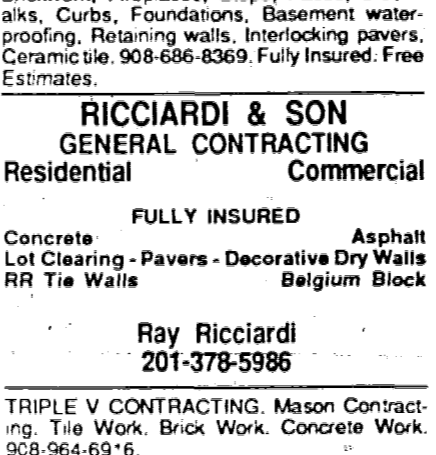 alks, Curbs, Foundations, Basement water-
proofing, Retaining walls, Interlocking pavers,
Ceramic tile. 908-686-8369. Fully Insured. Free
Estimates.
RICCIARDI & SON
GENERAL CONTRACTING
Residential Commercial
FULLY INSURED
Concrete Asphalt
Lot Clearing - Pavers - Decorative Dry Walls
RR Tie Walls Belgium Block
Ray Ricciardi
201-378-5986
TRIPLE V CONTRACTING. Mason Contract-
ing. Tile Work. Brick Work. Concrete Work.